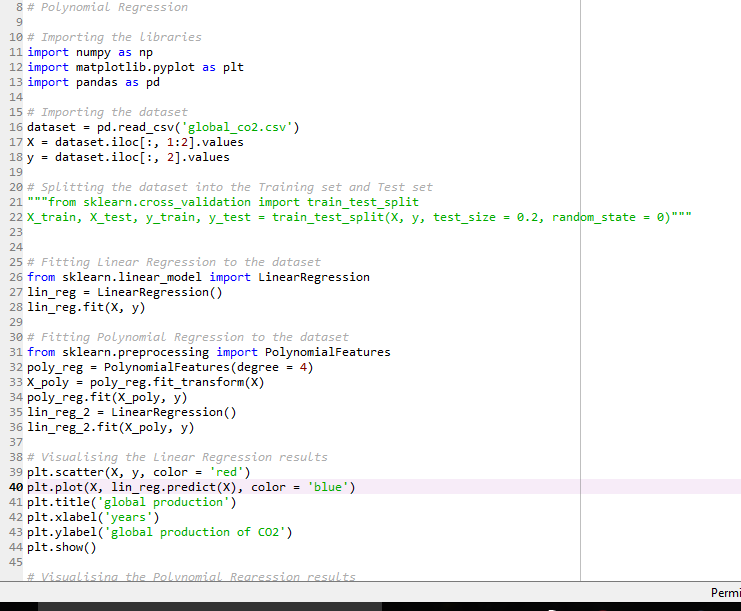 8 # Polynomial Regression
9
10 # Importing the libraries
11 import numpy as np
12 import matplotlib.pyplot as plt
13 import pandas as pd
14
15 # Importing the dataset
16 dataset = pd.read_csv('global_co2.csv')
17 X = dataset.iloc[:, 1:2].values
18 y = dataset.iloc[:, 2].values
19
20 # Splitting the dataset into the Training set and Test set
21 """from sklearn.cross_validation import train_test_split
22 X_train, X_test, y_train, y_test = train_test_split(X, y, test_size = 0.2, random_state = 0)"""
23
24
25 # Fitting Linear Regression to the dataset
26 from sklearn.linear_model import LinearRegression
27 lin_reg = LinearRegression()
28 lin_reg.fit(X, y)
29
30 # Fitting Polynomial Regression to the dataset
31 from sklearn.preprocessing import PolynomialFeatures
32 poly_reg = PolynomialFeatures(degree = 4)
33 X_poly = poly_reg.fit_transform(X)
34 poly_reg.fit(X_poly, y)
35 lin_reg_2 = LinearRegression()
36 lin_reg_2.fit(X_poly, y)
37
38 # Visualising the Linear Regression results
39 plt.scatter(X, y, color = 'red')
40 plt.plot(X, lin_reg.predict(X), color = 'blue')
41 plt.title('global production')
42 plt.xlabel('years')
43 plt.ylabel('global production of CO2')
44 plt.show()
45
# Visualising the Polynomial Regression results
Permi